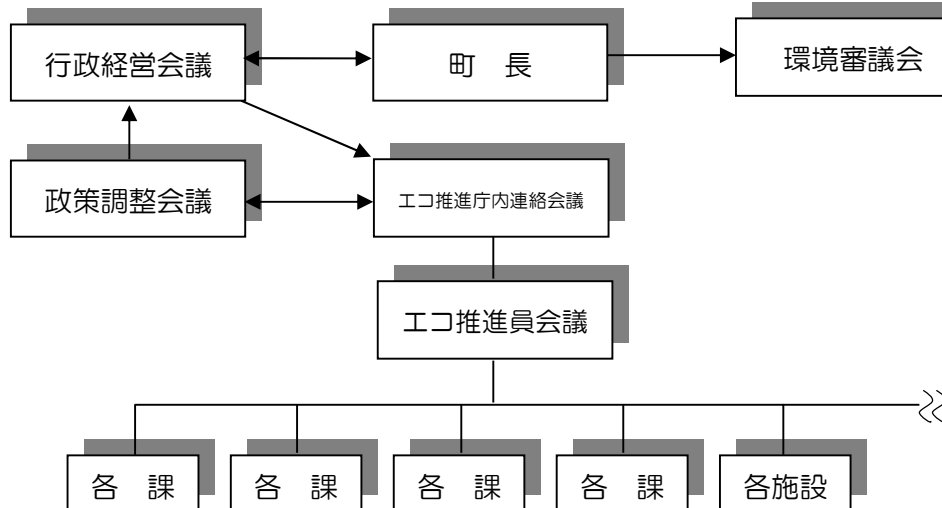 行政経営会議
町　長
環境審議会
政策調整会議
エコ推進庁内連絡会議
エコ推進員会議
各　課
各　課
各　課
各　課
各施設